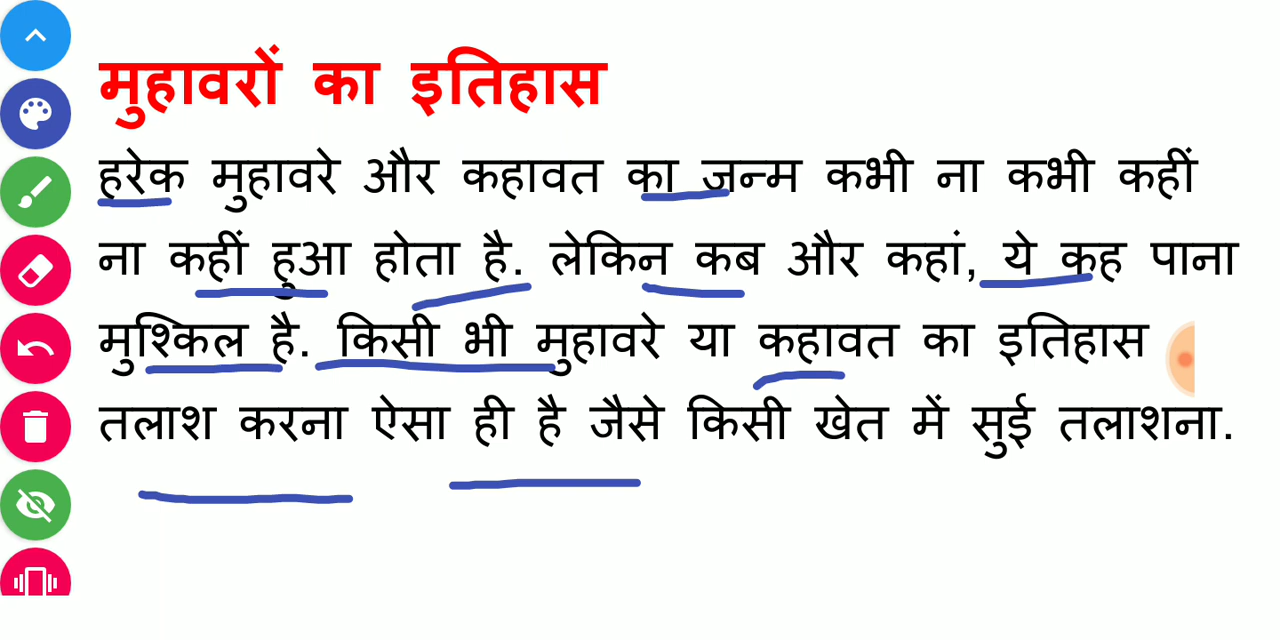 मुहावरों का इतिहास
हरेक मुहावरे और कहावत का जन्म कभी ना कभी कहीं
ना कहीं हुआ होता है. लेकिन कब और कहां, ये कह पाना
मुश्किल है. किसी भी मुहावरे या कहावत का इतिहास
तलाश करना ऐसा ही है जैसे किसी खेत में सुई तलाशना.